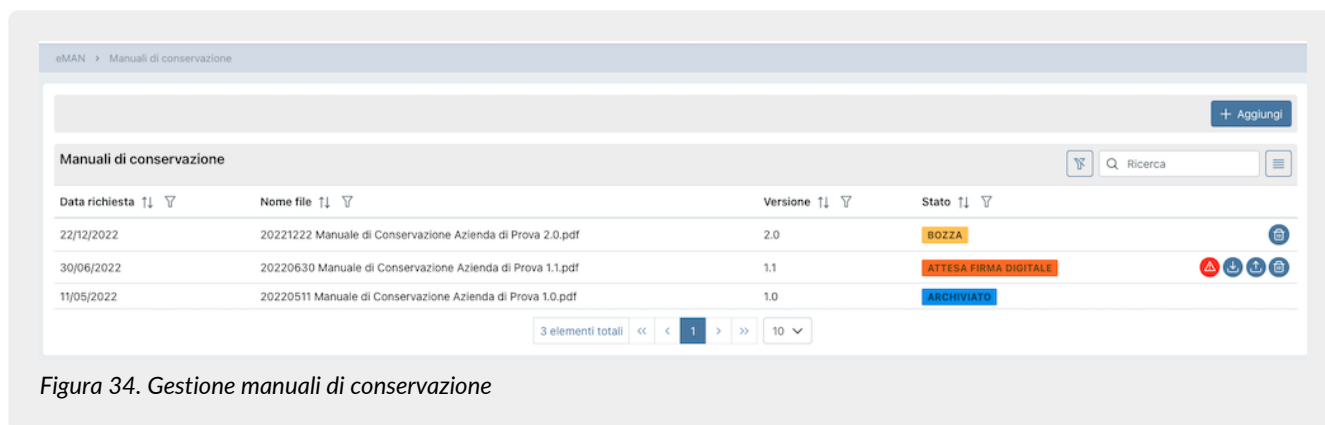 eMAN > Manuali di conservazione
+ Aggiungi
Manuali di conservazione
Ricerca
Data richiesta Nome file Versione Stato
22/12/2022 20221222 Manuale di Conservazione Azienda di Prova 2.0.pdf 2.0 BOZZA
30/06/2022 20220630 Manuale di Conservazione Azienda di Prova 1.1.pdf 1.1 ATTESA FIRMA DIGITALE
11/05/2022 20220511 Manuale di Conservazione Azienda di Prova 1.0.pdf 1.0 ARCHIVIATO
3 elementi totali << < 1 > >> 10
Figura 34. Gestione manuali di conservazione